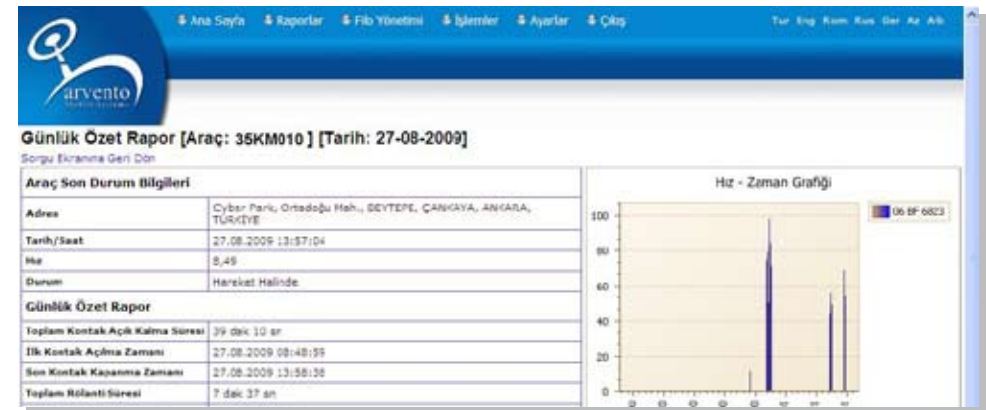 Ana Sayfa Raporlar Filo Yönetimi İşlemler Ayarlar Çıkış
Tur Eng Rom Rus Ger Az Alb
arvento
Günlük Özet Rapor [Araç: 35KM010 ] [Tarih: 27-08-2009]
Sorgu Ekranına Geri Dön
Araç Son Durum Bilgileri
Adres Cyber Park, Ortadoğu Mah., BEYTEPE, ÇANKAYA, ANKARA, TÜRKİYE
Tarih/Saat 27.08.2009 13:57:04
Hız 8,45
Durum Hareket Halinde
Günlük Özet Rapor
Toplam Kontak Açık Kalma Süresi 39 dak 10 sn
İlk Kontak Açılma Zamanı 27.08.2009 08:48:59
Son Kontak Kapanma Zamanı 27.08.2009 13:58:38
Toplam Rölanti Süresi 7 dak 37 sn
Hız - Zaman Grafiği
06 BF 6823
100
80
60
40
20
0